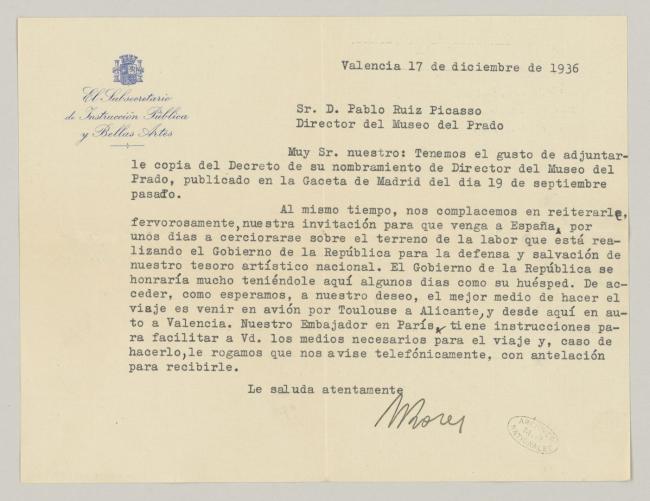 El Subsecretario
de Instrucción Pública
y Bellas Artes
Valencia 17 de diciembre de 1936
Sr. D. Pablo Ruiz Picasso
Director del Museo del Prado
Muy Sr. nuestro: Tenemos el gusto de adjuntar-
le copia del Decreto de su nombramiento de Director del Museo del
Prado, publicado en la Gaceta de Madrid del dia 19 de septiembre
pasado.
Al mismo tiempo, nos complacemos en reiterarle,
fervorosamente,nuestra invitación para que venga a España, por
unos dias a cerciorarse sobre el terreno de la labor que está rea-
lizando el Gobierno de la República para la defensa y salvación de
nuestro tesoro artístico nacional. El Gobierno de la República se
honraría mucho teniéndole aquí algunos dias como su huésped. De ac-
ceder, como esperamos, a nuestro deseo, el mejor medio de hacer el
viaje es venir en avión por Toulouse a Alicante,y desde aquí en au-
to a Valencia. Nuestro Embajador en París, tiene instrucciones pa-
ra facilitar a Vd. los medios necesarios para el viaje y, caso de
hacerlo,le rogamos que nos avise telefónicamente, con antelación
para recibirle.
Le saluda atentamente
ARCHIVES
NATIONALES